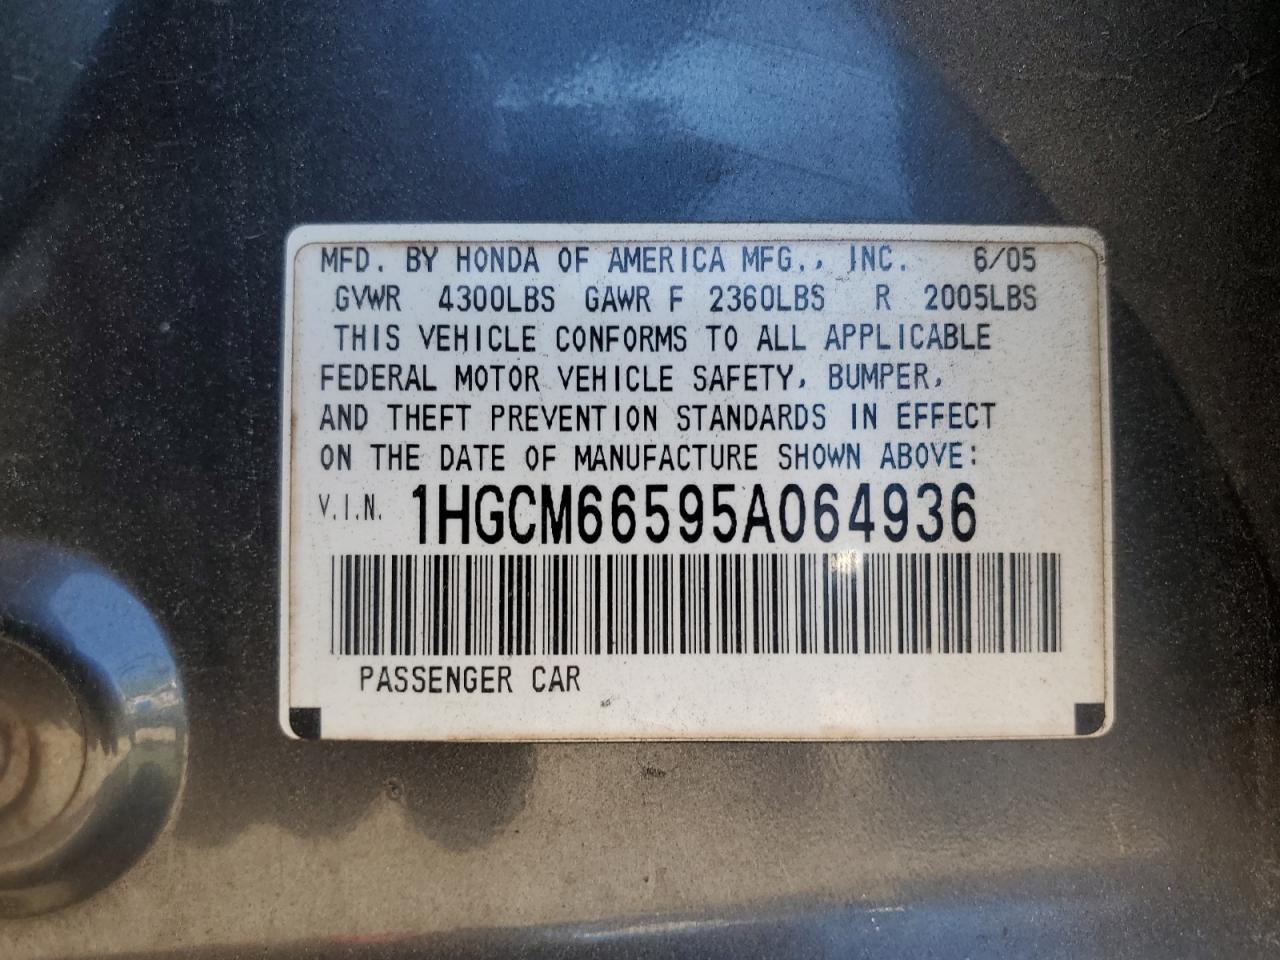 MFD. BY HONDA OF AMERICA MFG., INC. 6/05
GVWR 4300LBS GAWR F 2360LBS R 2005LBS
THIS VEHICLE CONFORMS TO ALL APPLICABLE
FEDERAL MOTOR VEHICLE SAFETY, BUMPER,
AND THEFT PREVENTION STANDARDS IN EFFECT
ON THE DATE OF MANUFACTURE SHOWN ABOVE:
V.I.N. 1HGCM66595A064936
PASSENGER CAR